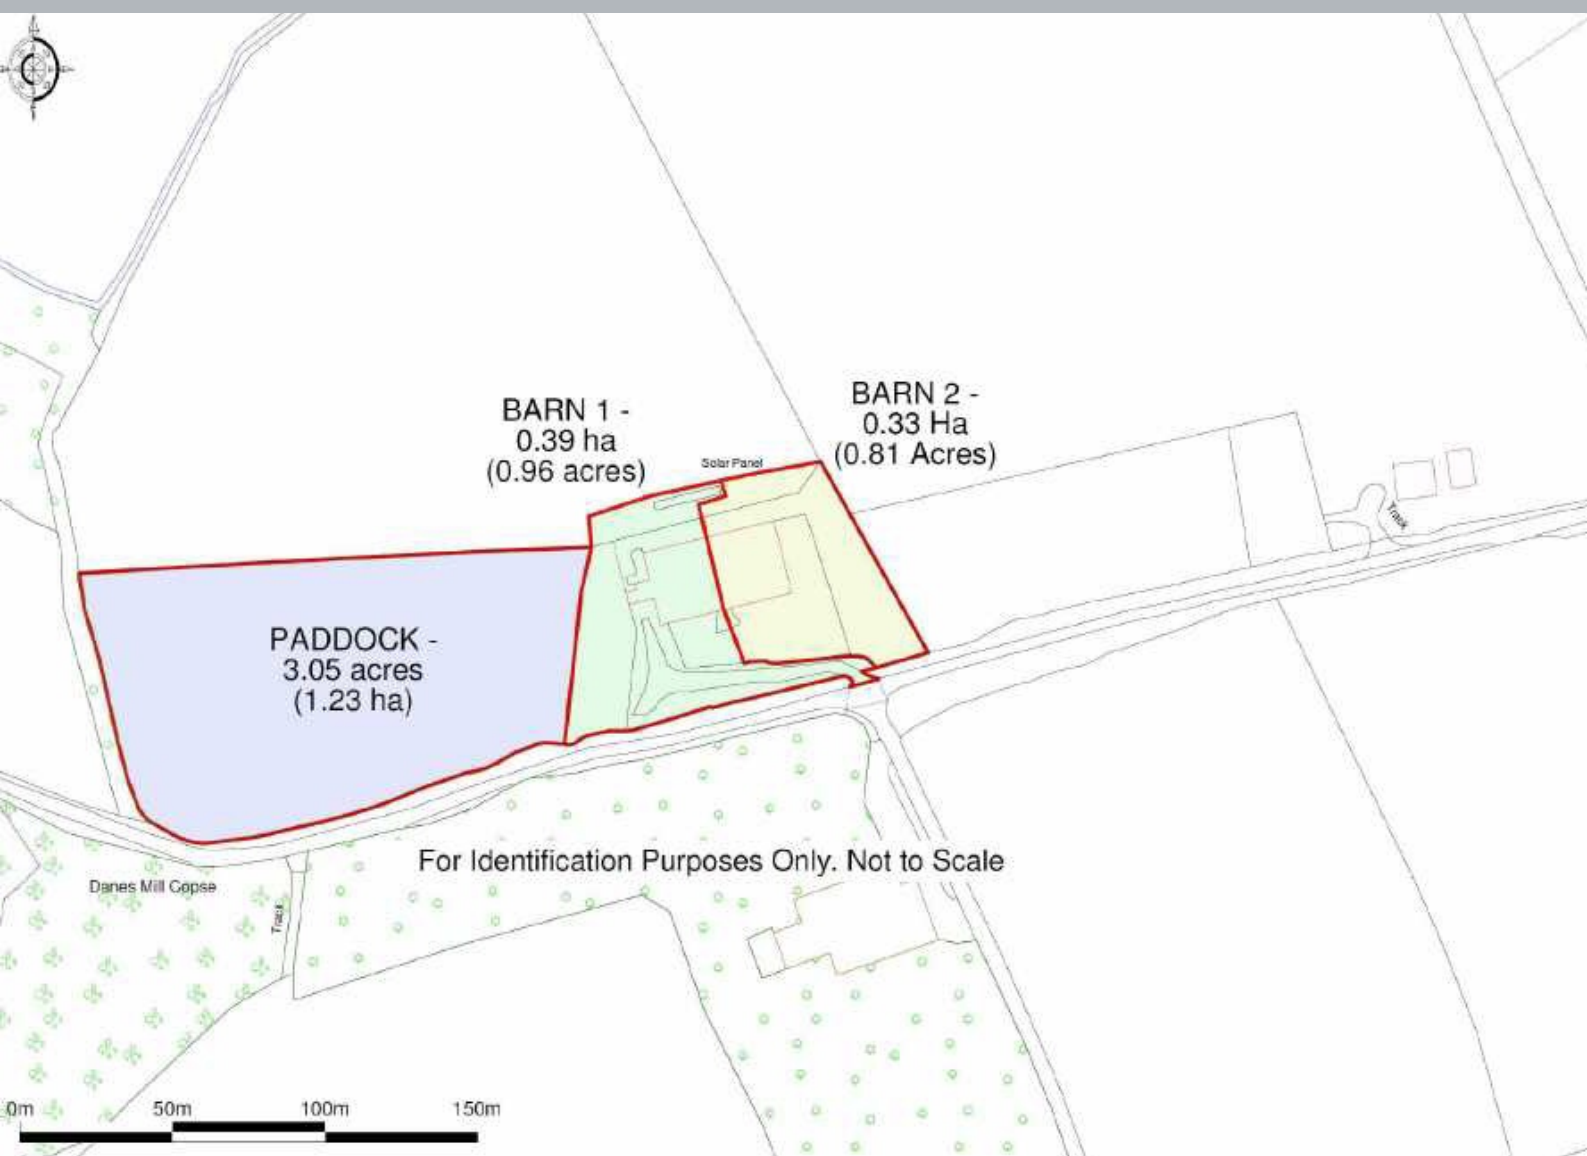 BARN 2 -
0.33 Ha
(0.81 Acres)
BARN 1 -
0.39 ha
(0.96 acres)
Solar Panel
Track
PADDOCK -
3.05 acres
(1.23 ha)
For Identification Purposes Only. Not to Scale
Danes Mill Copse
Track
0m 50m 100m 150m